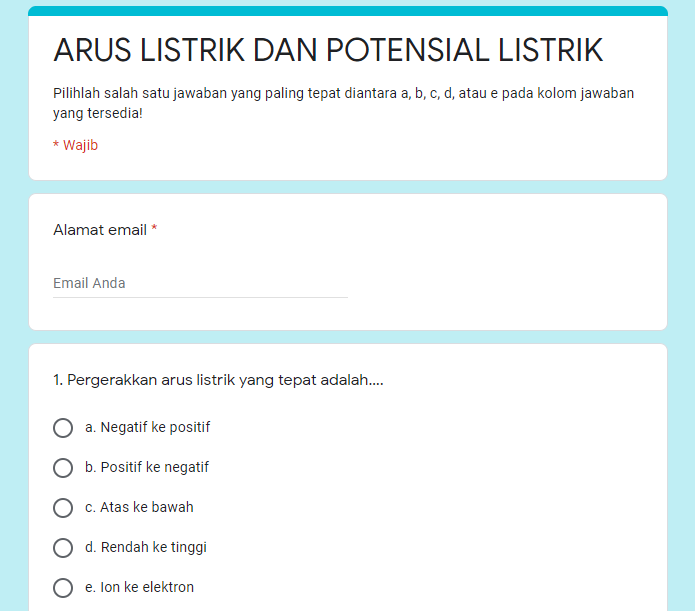 ARUS LISTRIK DAN POTENSIAL LISTRIK
Pilihlah salah satu jawaban yang paling tepat diantara a, b, c, d, atau e pada kolom jawaban
yang tersedia!
* Wajib
Alamat email *
Email Anda
1. Pergerakkan arus listrik yang tepat adalah....
a. Negatif ke positif
b. Positif ke negatif
c. Atas ke bawah
d. Rendah ke tinggi
e. Ion ke elektron